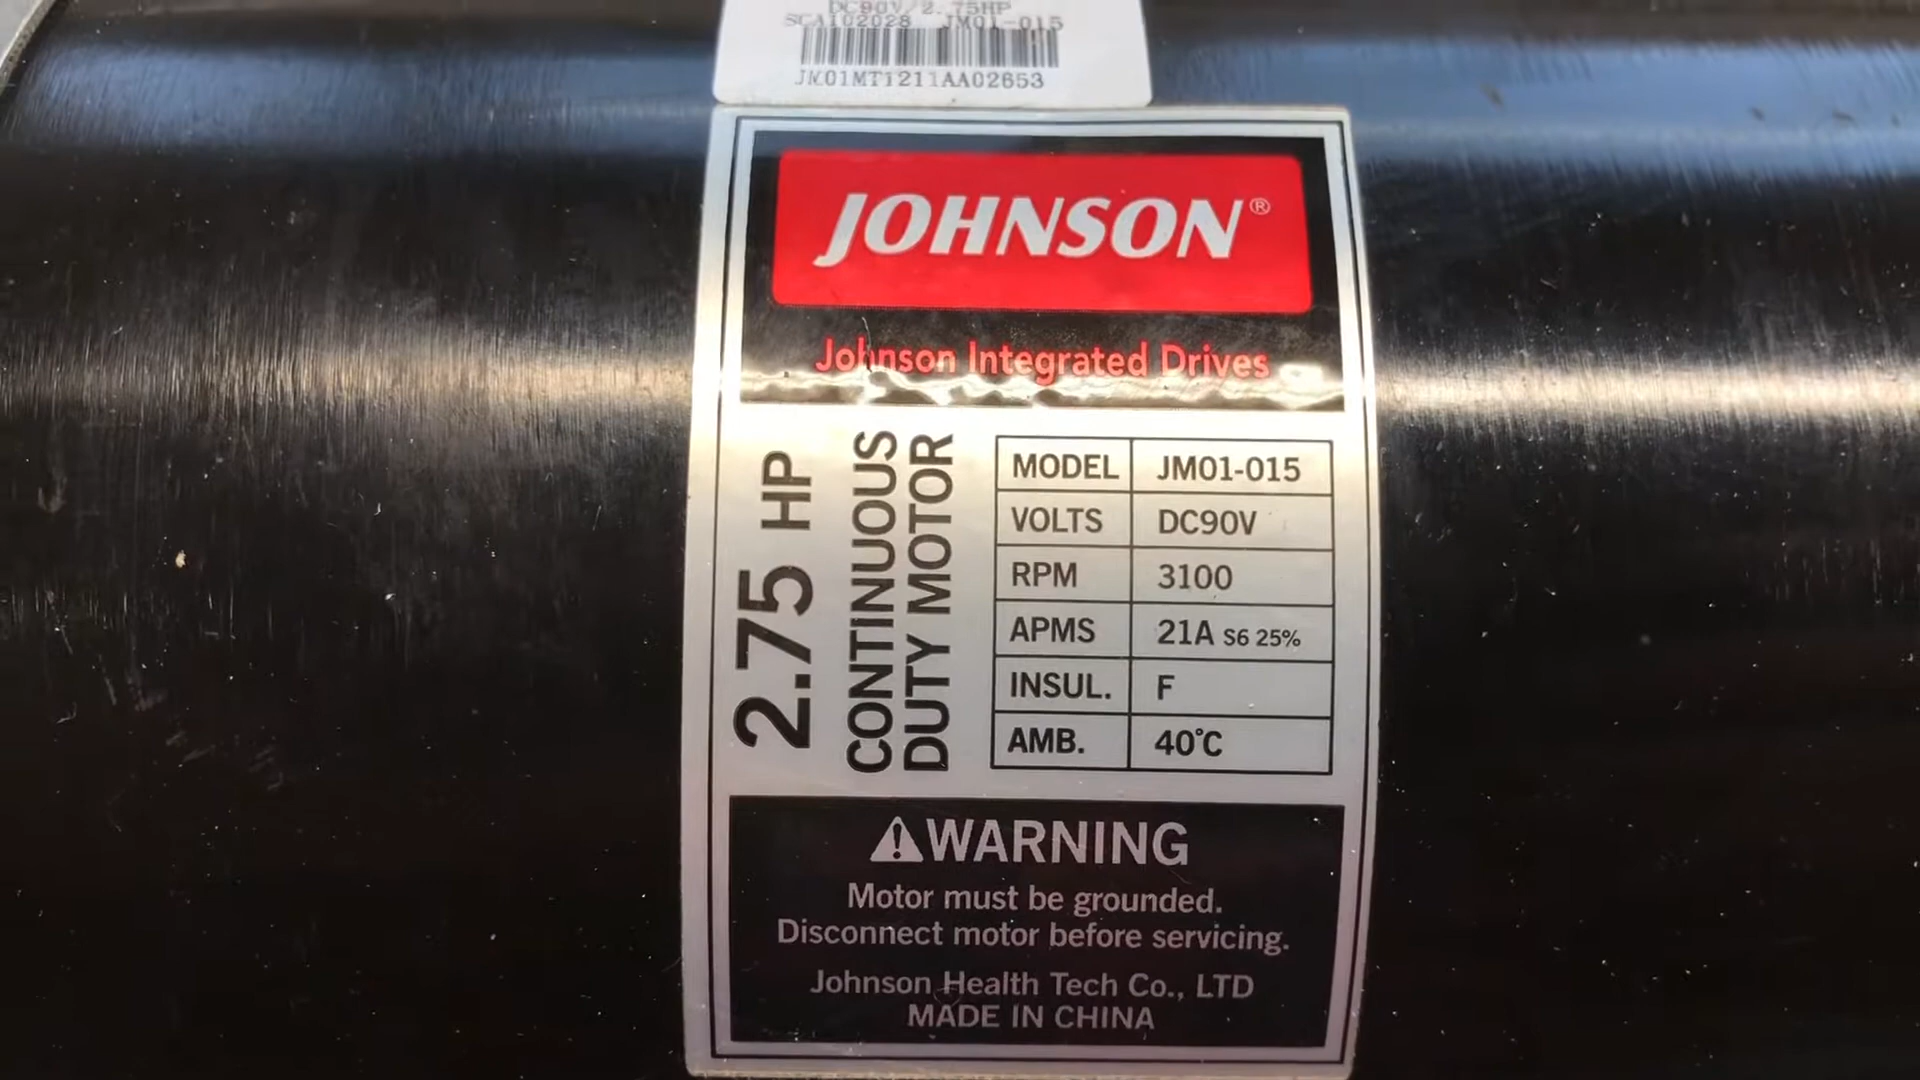 DC90V/2.75HP
SCA102028 JM01-015
JM01MT1211AA02653
JOHNSON®
Johnson Integrated Drives
2.75 HP
CONTINUOUS
DUTY MOTOR
MODEL JM01-015
VOLTS DC90V
RPM 3100
APMS 21A S6 25%
INSUL. F
AMB. 40°C
⚠WARNING
Motor must be grounded.
Disconnect motor before servicing.
Johnson Health Tech Co., LTD
MADE IN CHINA